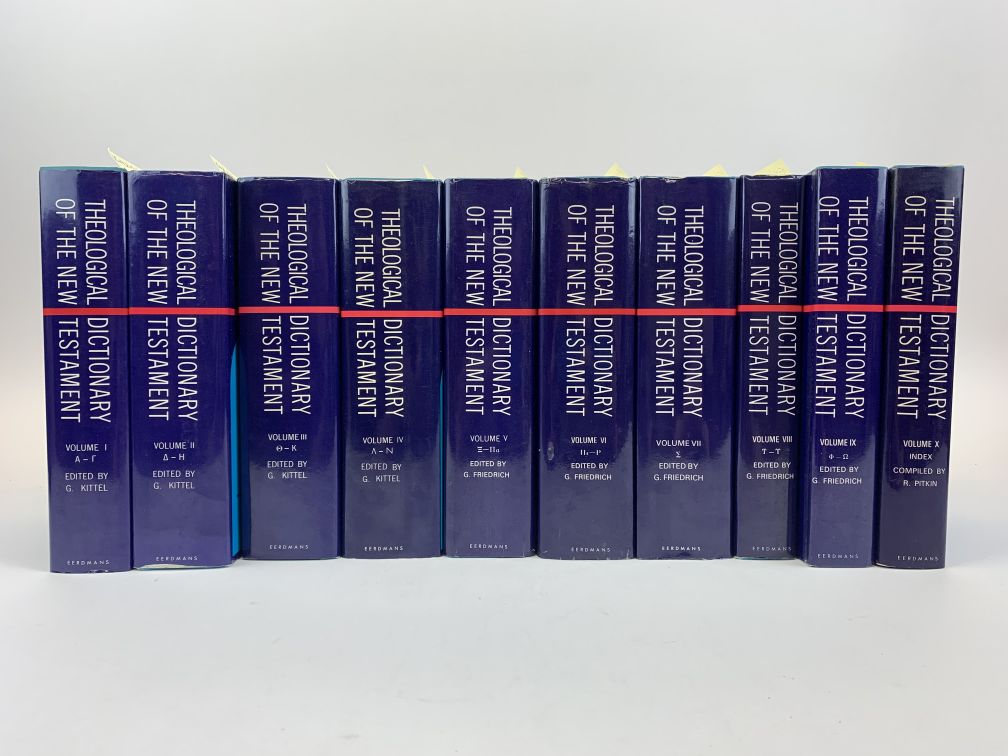 THEOLOGICAL DICTIONARY
OF THE NEW TESTAMENT
VOLUME I
Α – Γ
EDITED BY
G. KITTEL
EERDMANS
THEOLOGICAL DICTIONARY
OF THE NEW TESTAMENT
VOLUME II
Δ – Η
EDITED BY
G. KITTEL
EERDMANS
THEOLOGICAL DICTIONARY
OF THE NEW TESTAMENT
VOLUME III
Θ – Κ
EDITED BY
G. KITTEL
EERDMANS
THEOLOGICAL DICTIONARY
OF THE NEW TESTAMENT
VOLUME IV
Λ – Ν
EDITED BY
G. KITTEL
EERDMANS
THEOLOGICAL DICTIONARY
OF THE NEW TESTAMENT
VOLUME V
Ξ–Πα
EDITED BY
G. FRIEDRICH
EERDMANS
THEOLOGICAL DICTIONARY
OF THE NEW TESTAMENT
VOLUME VI
Πε–Ρ
EDITED BY
G. FRIEDRICH
EERDMANS
THEOLOGICAL DICTIONARY
OF THE NEW TESTAMENT
VOLUME VII
Σ
EDITED BY
G. FRIEDRICH
EERDMANS
THEOLOGICAL DICTIONARY
OF THE NEW TESTAMENT
VOLUME VIII
Τ – Υ
EDITED BY
G. FRIEDRICH
EERDMANS
THEOLOGICAL DICTIONARY
OF THE NEW TESTAMENT
VOLUME IX
Φ – Ω
EDITED BY
G. FRIEDRICH
EERDMANS
THEOLOGICAL DICTIONARY
OF THE NEW TESTAMENT
VOLUME X
INDEX
COMPILED BY
R. PITKIN
EERDMANS